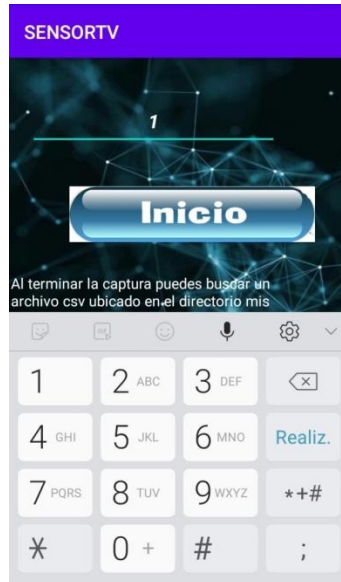 SENSORTV
1
Inicio
Al terminar la captura puedes buscar un
archivo csv ubicado en el directorio mis
1 2 ABC 3 DEF
4 GHI 5 JKL 6 MNO Realiz.
7 PQRS 8 TUV 9 WXYZ *+#
* 0 + # ;